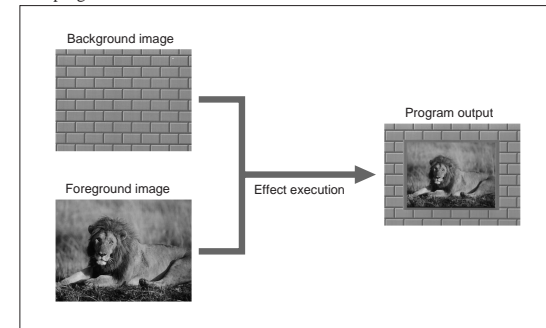 Background image
Program output
Foreground image
Effect execution